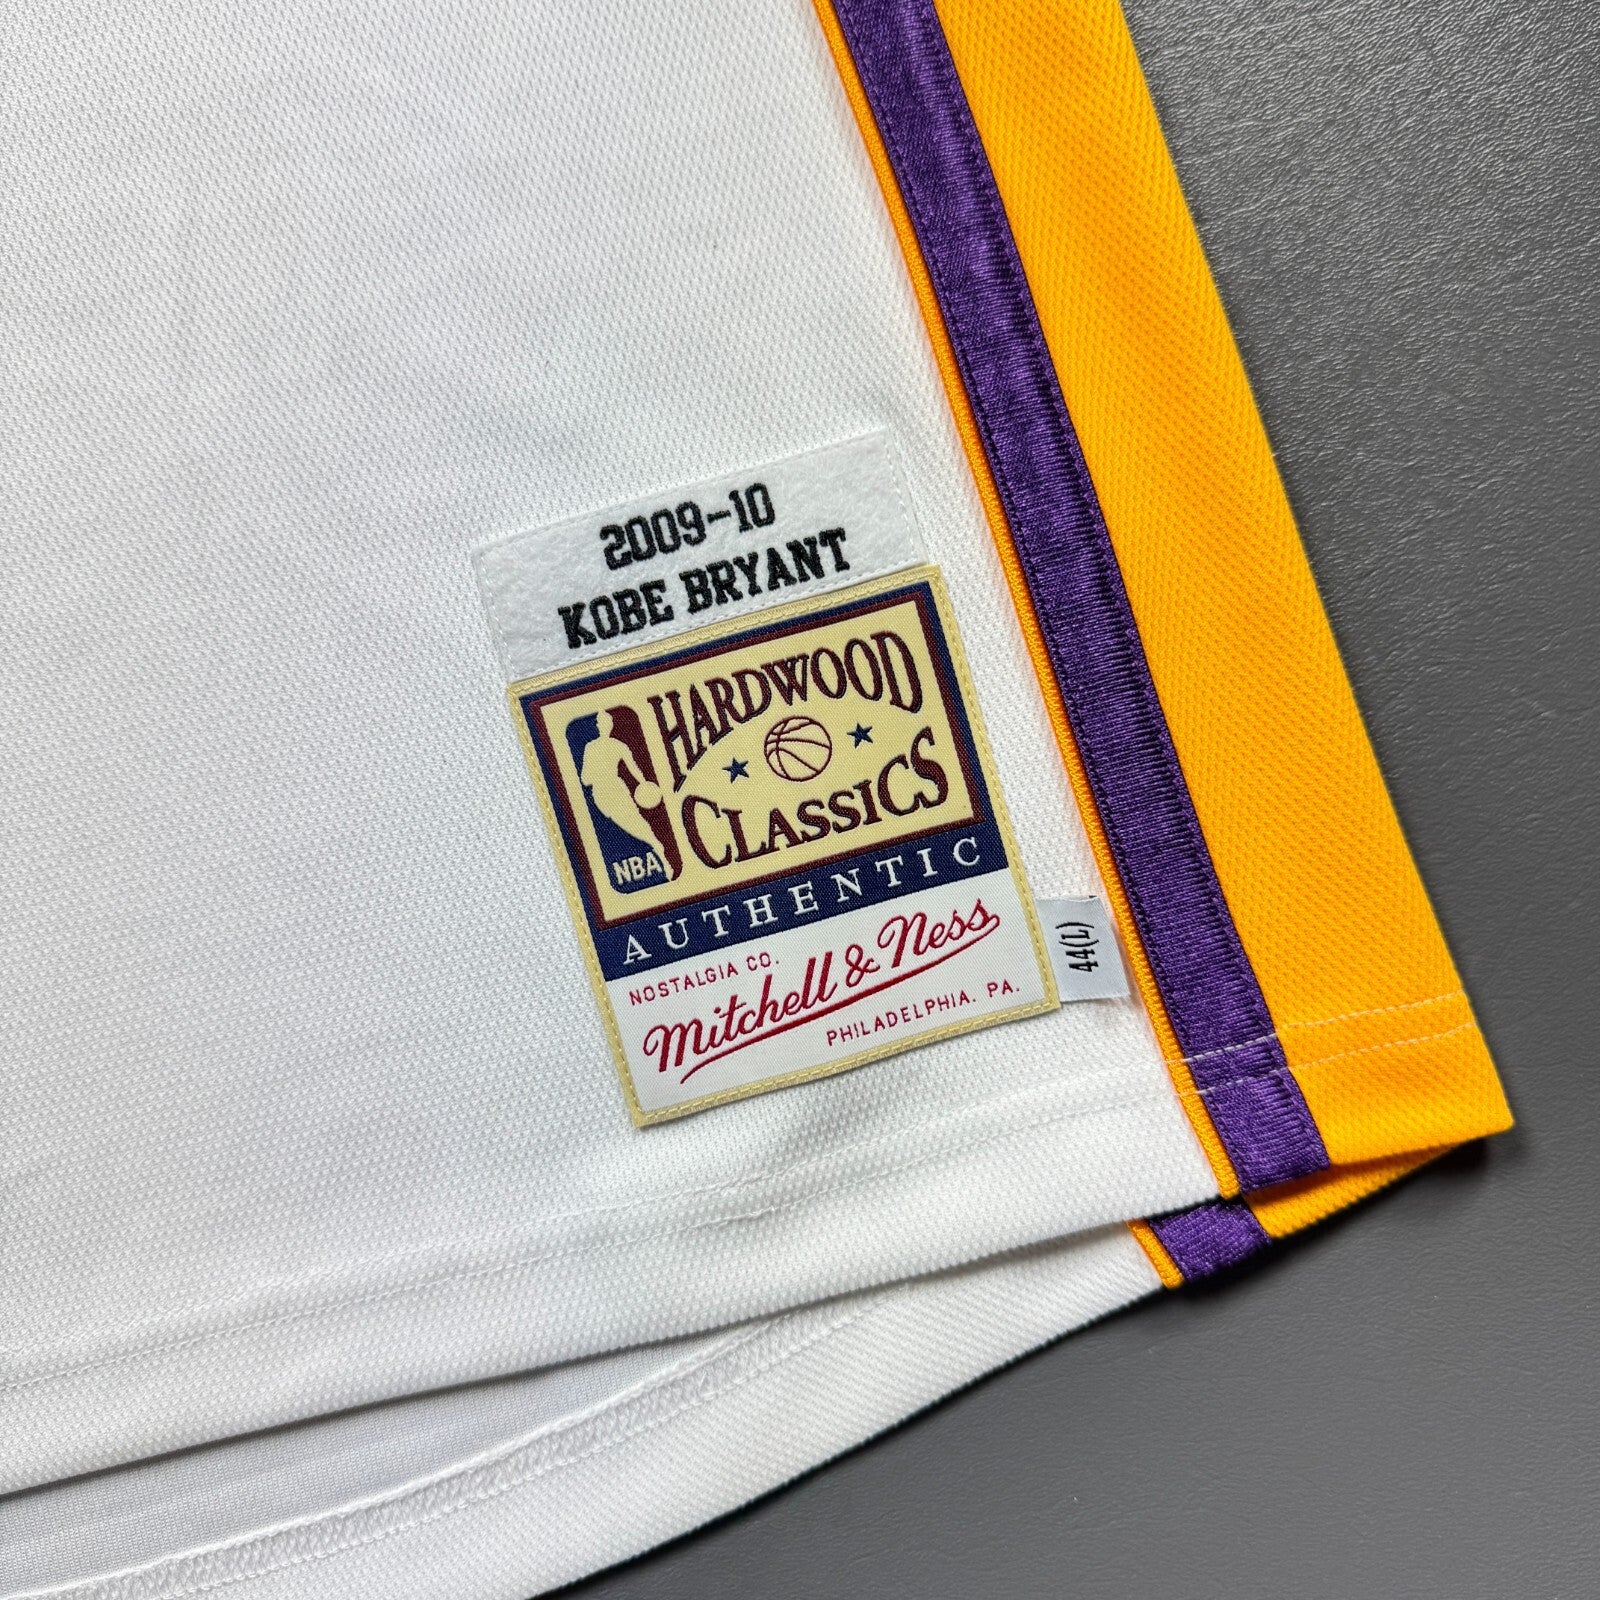 2009-10
KOBE BRYANT
HARDWOOD
CLASSICS
NBA
AUTHENTIC
NOSTALGIA CO.
Mitchell & Ness
PHILADELPHIA. PA.
44(L)